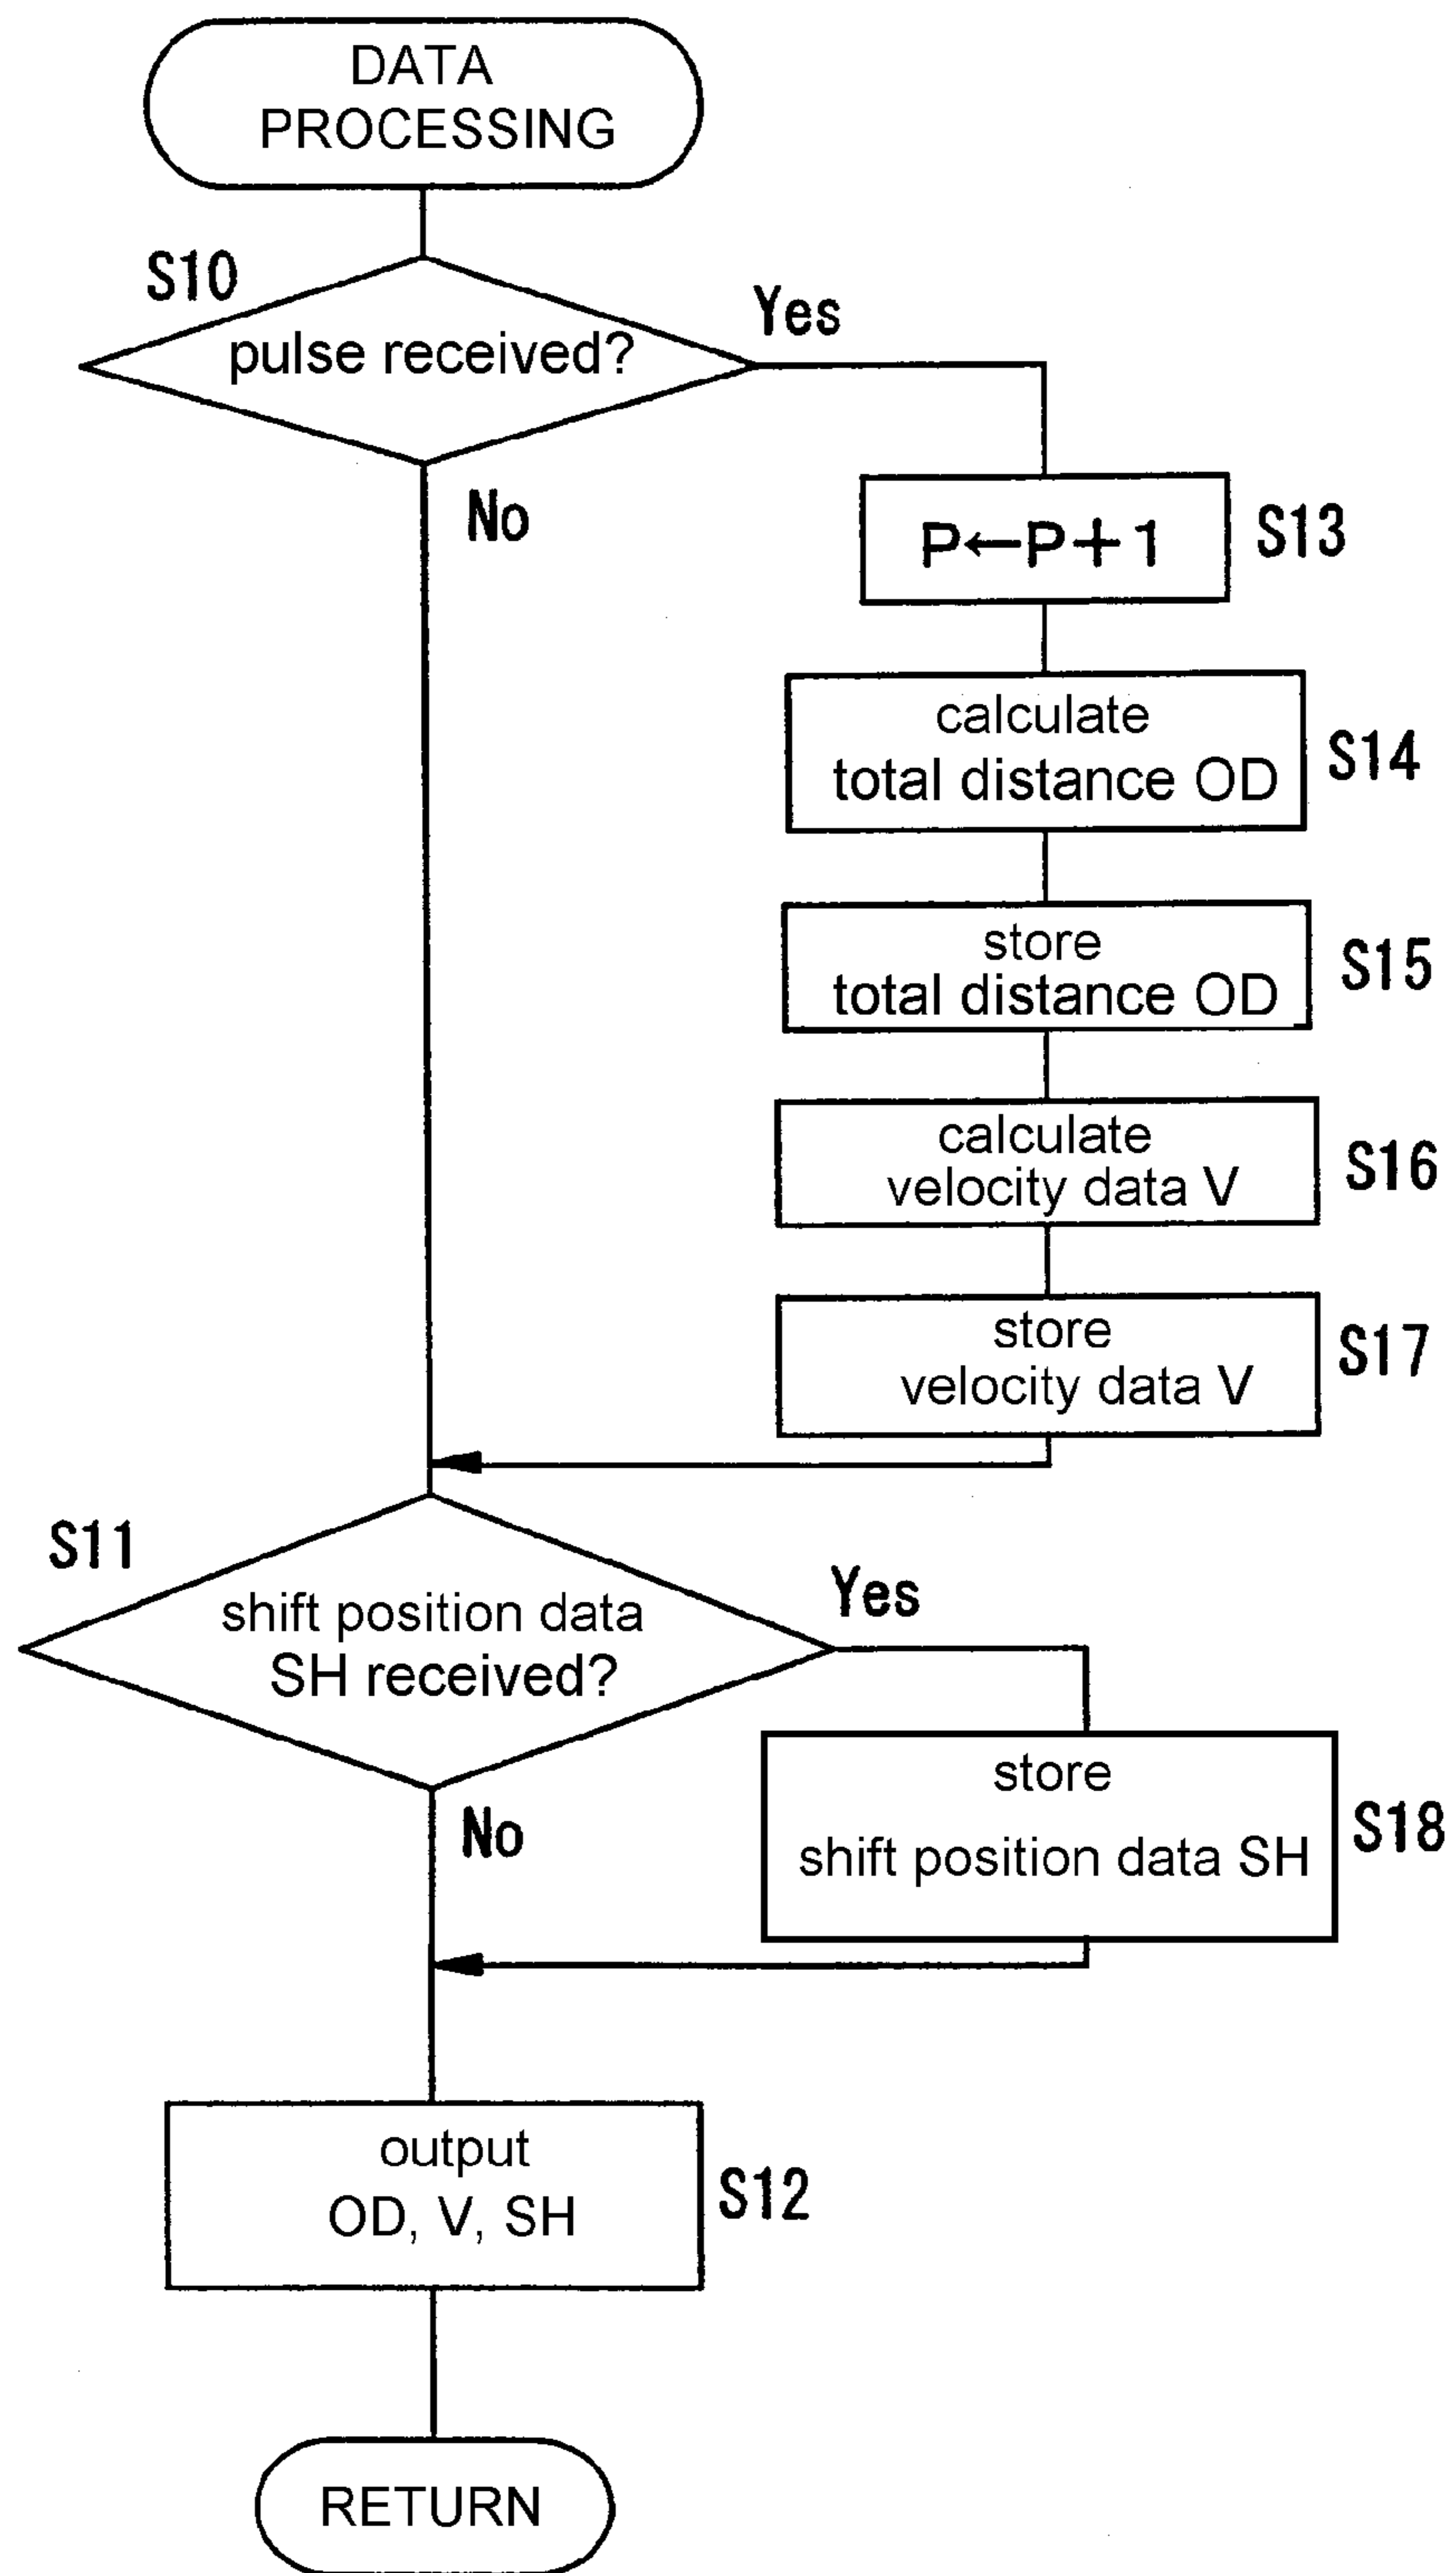 DATA
PROCESSING
S10
pulse received?
Yes
No
P←P+1
S13
calculate
total distance OD
S14
store
total distance OD
S15
calculate
velocity data V
S16
store
velocity data V
S17
S11
shift position data
SH received?
Yes
No
store
shift position data SH
S18
output
OD, V, SH
S12
RETURN